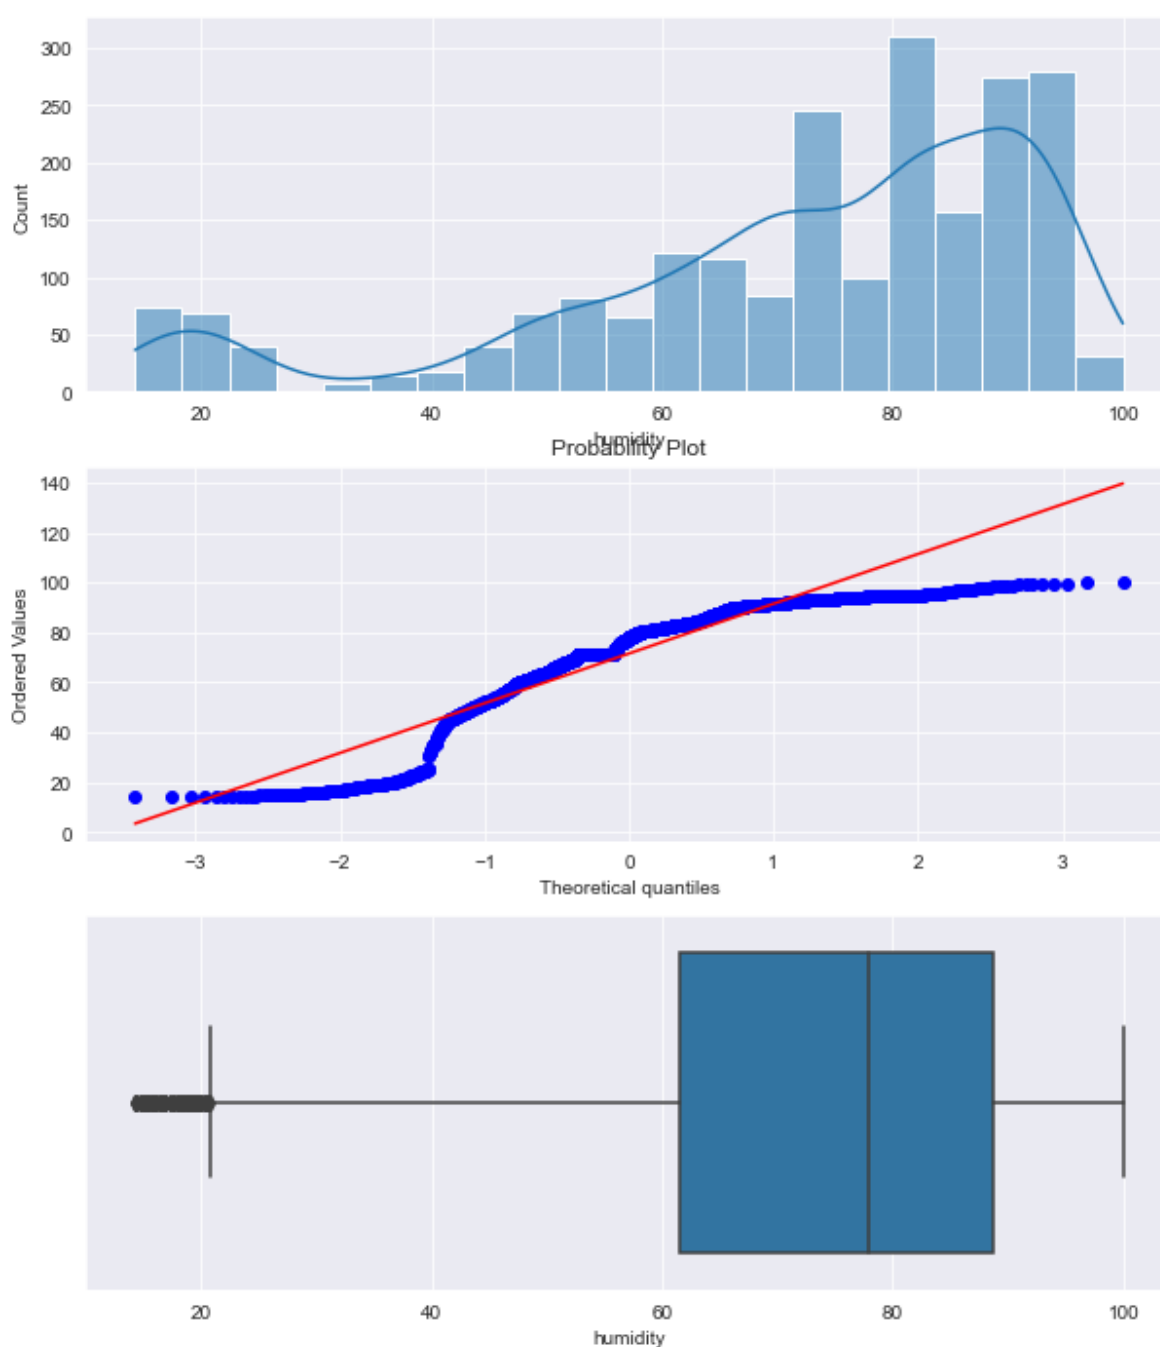 300
250
200
150
100
50
0
Count
20 40 60 80 100
humidity
Probability Plot
140
120
100
80
60
40
20
0
Ordered Values
−3 −2 −1 0 1 2 3
Theoretical quantiles
20 40 60 80 100
humidity